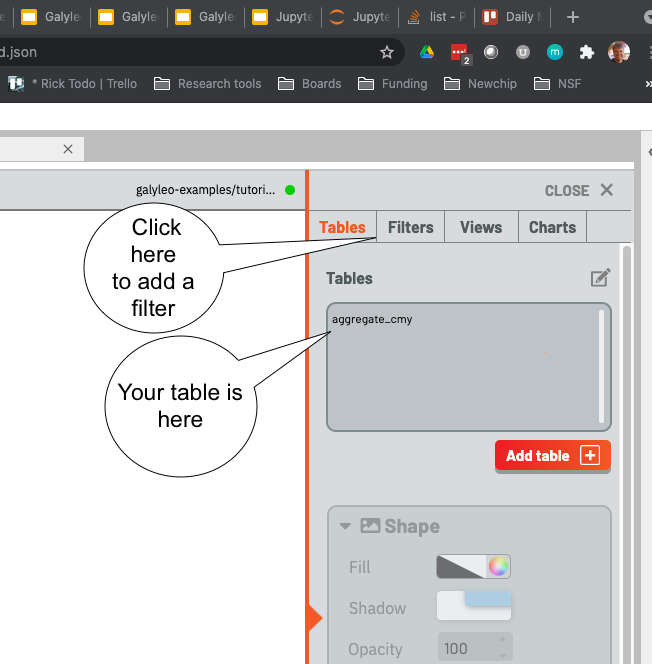 Galyle
Galyle
Galyle
Jupyte
Jupyte
list - P
Daily M
d.json
2
* Rick Todo | Trello
Research tools
Boards
Funding
Newchip
NSF
galyleo-examples/tutori...
CLOSE
Tables
Filters
Views
Charts
Click
here
to add a
filter
Tables
aggregate_cmy
Your table is
here
Add table
Shape
Fill
Shadow
Opacity
100